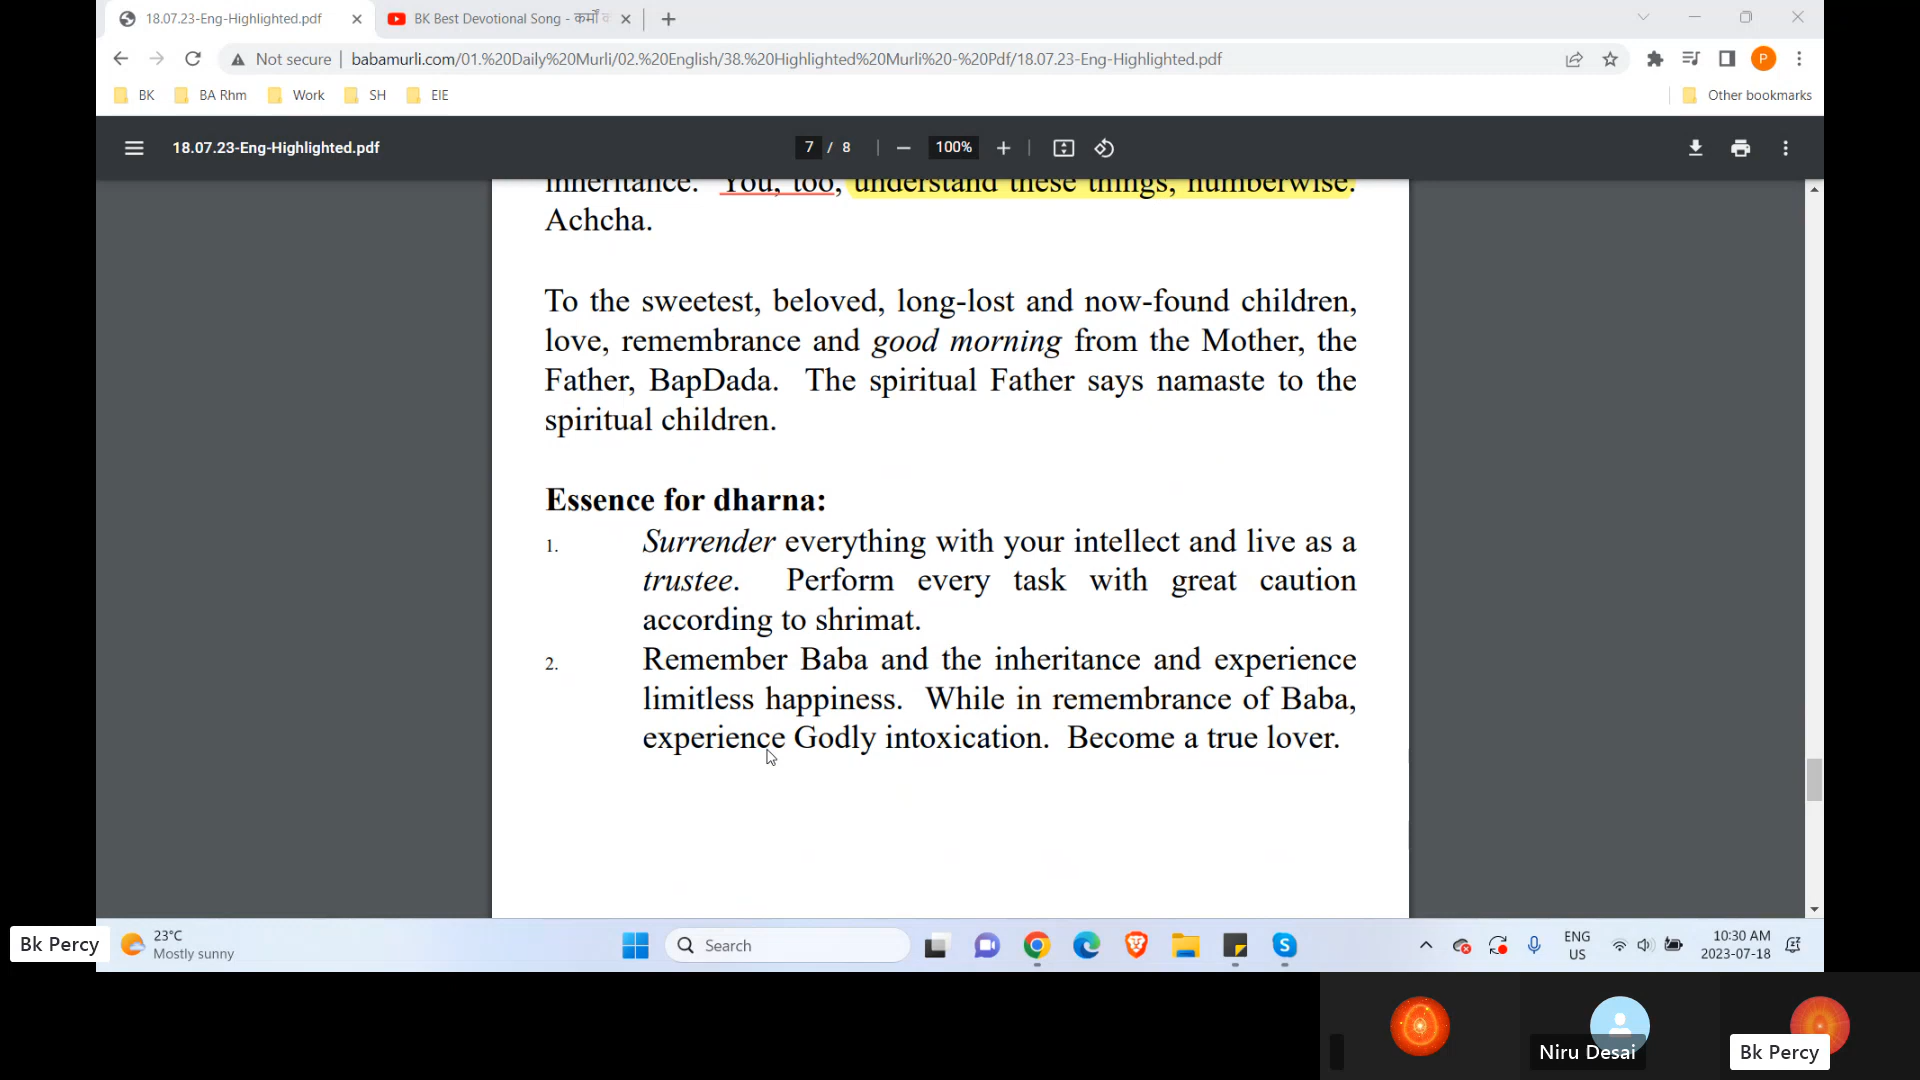 18.07.23-Eng-Highlighted.pdf
BK Best Devotional Song - कर्मों
Not secure
babamurli.com/01.%20Daily%20Murli/02.%20English/38.%20Highlighted%20Murli%20-%20Pdf/18.07.23-Eng-Highlighted.pdf
P
BK
BA Rhm
Work
SH
EIE
Other bookmarks
18.07.23-Eng-Highlighted.pdf
7 / 8
100%
inheritance. You, too, understand these things, numberwise.
Achcha.
To the sweetest, beloved, long-lost and now-found children,
love, remembrance and good morning from the Mother, the
Father, BapDada. The spiritual Father says namaste to the
spiritual children.
Essence for dharna:
1. Surrender everything with your intellect and live as a
trustee. Perform every task with great caution
according to shrimat.
2. Remember Baba and the inheritance and experience
limitless happiness. While in remembrance of Baba,
experience Godly intoxication. Become a true lover.
Bk Percy
23°C
Mostly sunny
Search
S
ENG
US
10:30 AM
2023-07-18
Niru Desai
Bk Percy